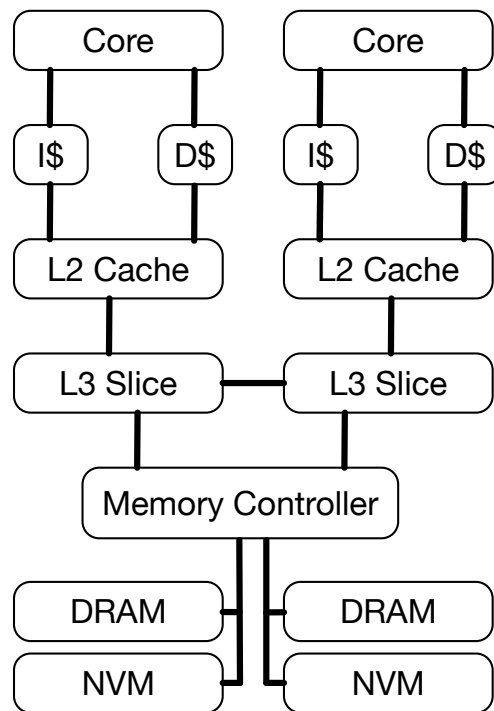 Core Core
I$ D$ I$ D$
L2 Cache L2 Cache
L3 Slice L3 Slice
Memory Controller
DRAM DRAM
NVM NVM